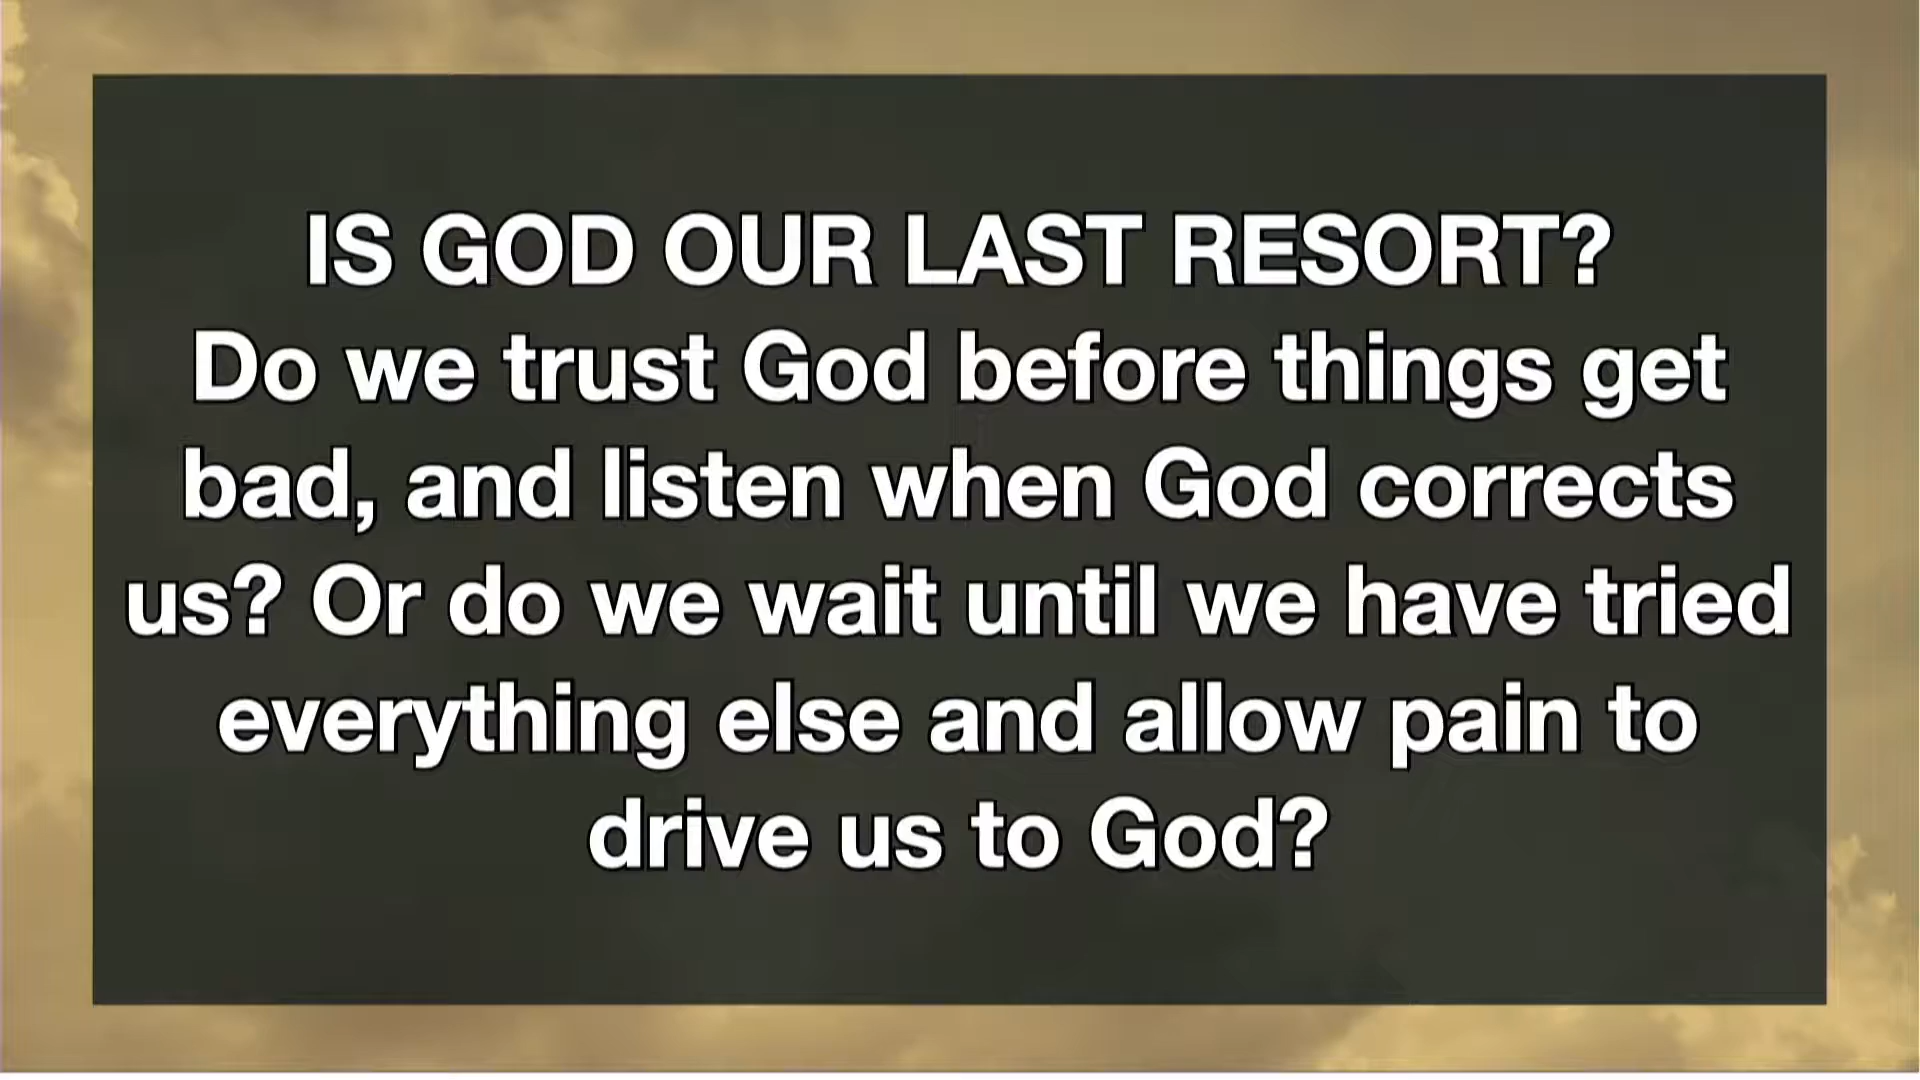 IS GOD OUR LAST RESORT?
Do we trust God before things get
bad, and listen when God corrects
us? Or do we wait until we have tried
everything else and allow pain to
drive us to God?